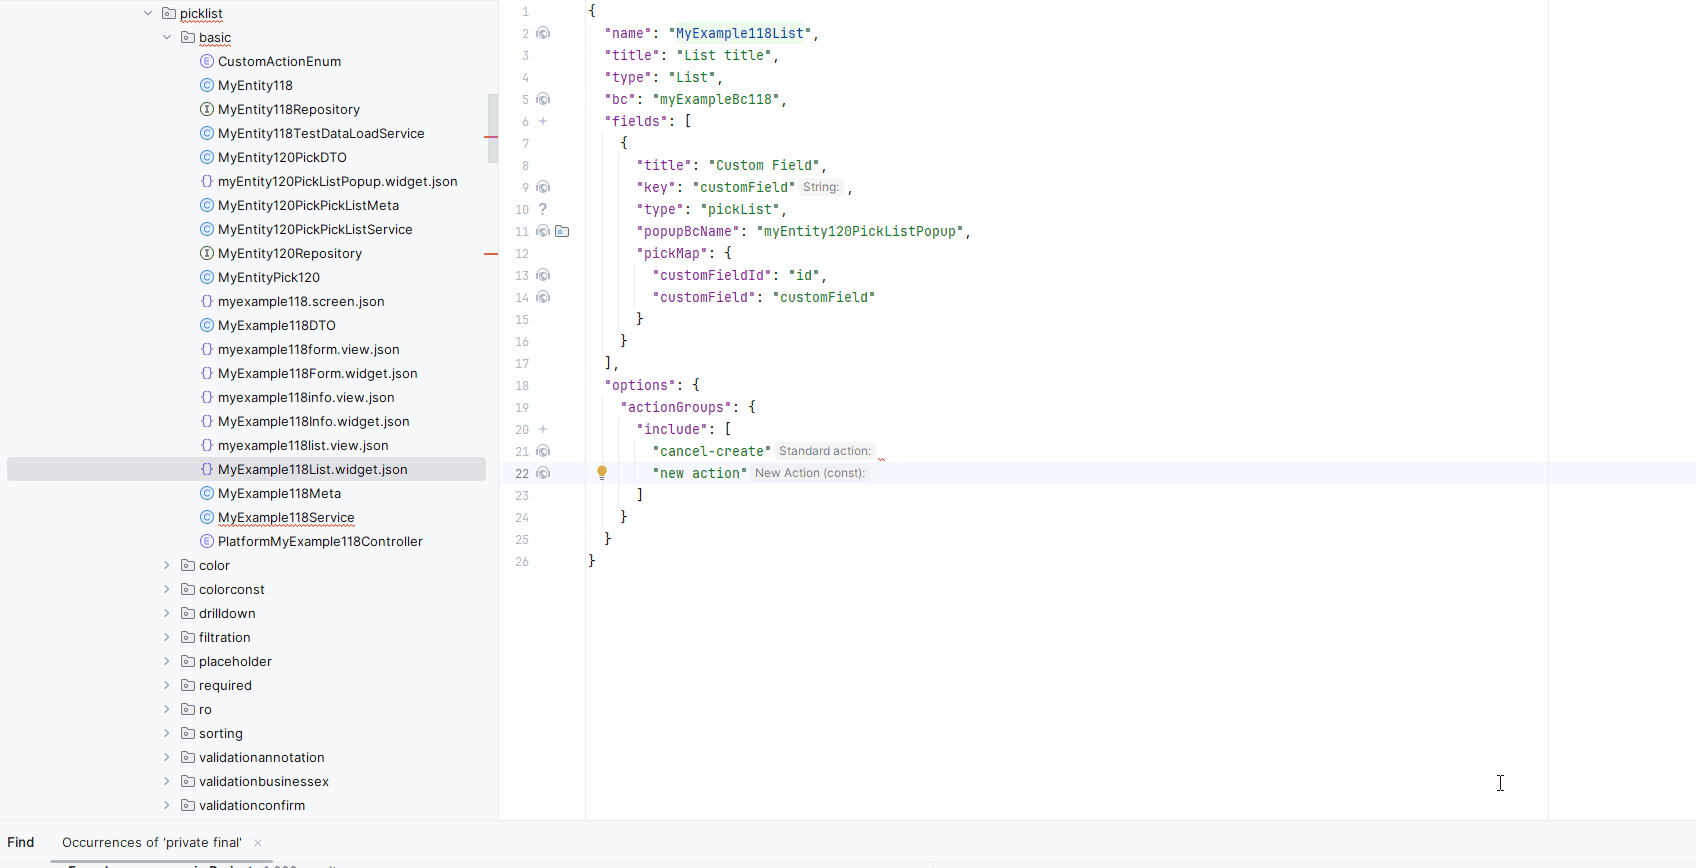 picklist
basic
CustomActionEnum
MyEntity118
MyEntity118Repository
MyEntity118TestDataLoadService
MyEntity120PickDTO
myEntity120PickListPopup.widget.json
MyEntity120PickPickListMeta
MyEntity120PickPickListService
MyEntity120Repository
MyEntityPick120
myexample118.screen.json
MyExample118DTO
myexample118form.view.json
MyExample118Form.widget.json
myexample118info.view.json
MyExample118Info.widget.json
myexample118list.view.json
MyExample118List.widget.json
MyExample118Meta
MyExample118Service
PlatformMyExample118Controller
color
colorconst
drilldown
filtration
placeholder
required
ro
sorting
validationannotation
validationbusinessex
validationconfirm
1 {
2 "name": "MyExample118List",
3 "title": "List title",
4 "type": "List",
5 "bc": "myExampleBc118",
6 + "fields": [
7 {
8 "title": "Custom Field",
9 "key": "customField" String: ,
10 ? "type": "pickList",
11 "popupBcName": "myEntity120PickListPopup",
12 "pickMap": {
13 "customFieldId": "id",
14 "customField": "customField"
15 }
16 }
17 ],
18 "options": {
19 "actionGroups": {
20 + "include": [
21 "cancel-create" Standard action:
22 "new action" New Action (const):
23 ]
24 }
25 }
26 }
Find Occurrences of 'private final' ×